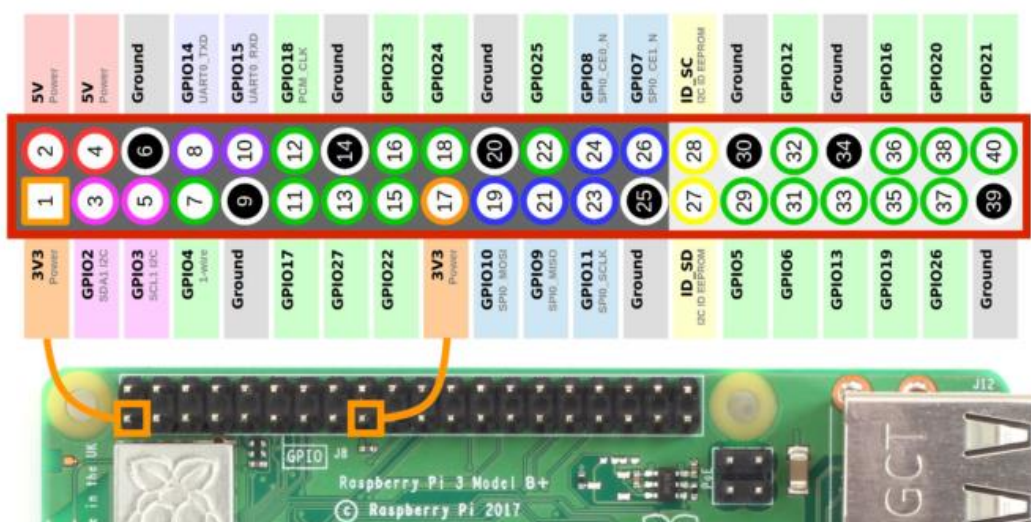 5V
Power
5V
Power
Ground
GPIO14
UART0_TXD
GPIO15
UART0_RXD
GPIO18
PCM_CLK
Ground
GPIO23
GPIO24
Ground
GPIO25
GPIO8
SPI0_CE0_N
GPIO7
SPI0_CE1_N
ID_SC
I2C ID EEPROM
Ground
GPIO12
Ground
GPIO16
GPIO20
GPIO21
2 4 6 8 10 12 14 16 18 20 22 24 26 28 30 32 34 36 38 40
1 3 5 7 9 11 13 15 17 19 21 23 25 27 29 31 33 35 37 39
3V3
Power
GPIO2
SDA1 I2C
GPIO3
SCL1 I2C
GPIO4
1-wire
Ground
GPIO17
GPIO27
GPIO22
3V3
Power
GPIO10
SPI0_MOSI
GPIO9
SPI0_MISO
GPIO11
SPI0_SCLK
Ground
ID_SD
I2C ID EEPROM
GPIO5
GPIO6
GPIO13
GPIO19
GPIO26
Ground
J12
GPIO J8
PoE
GCT
e in the UK
Raspberry Pi 3 Model B+
© Raspberry Pi 2017